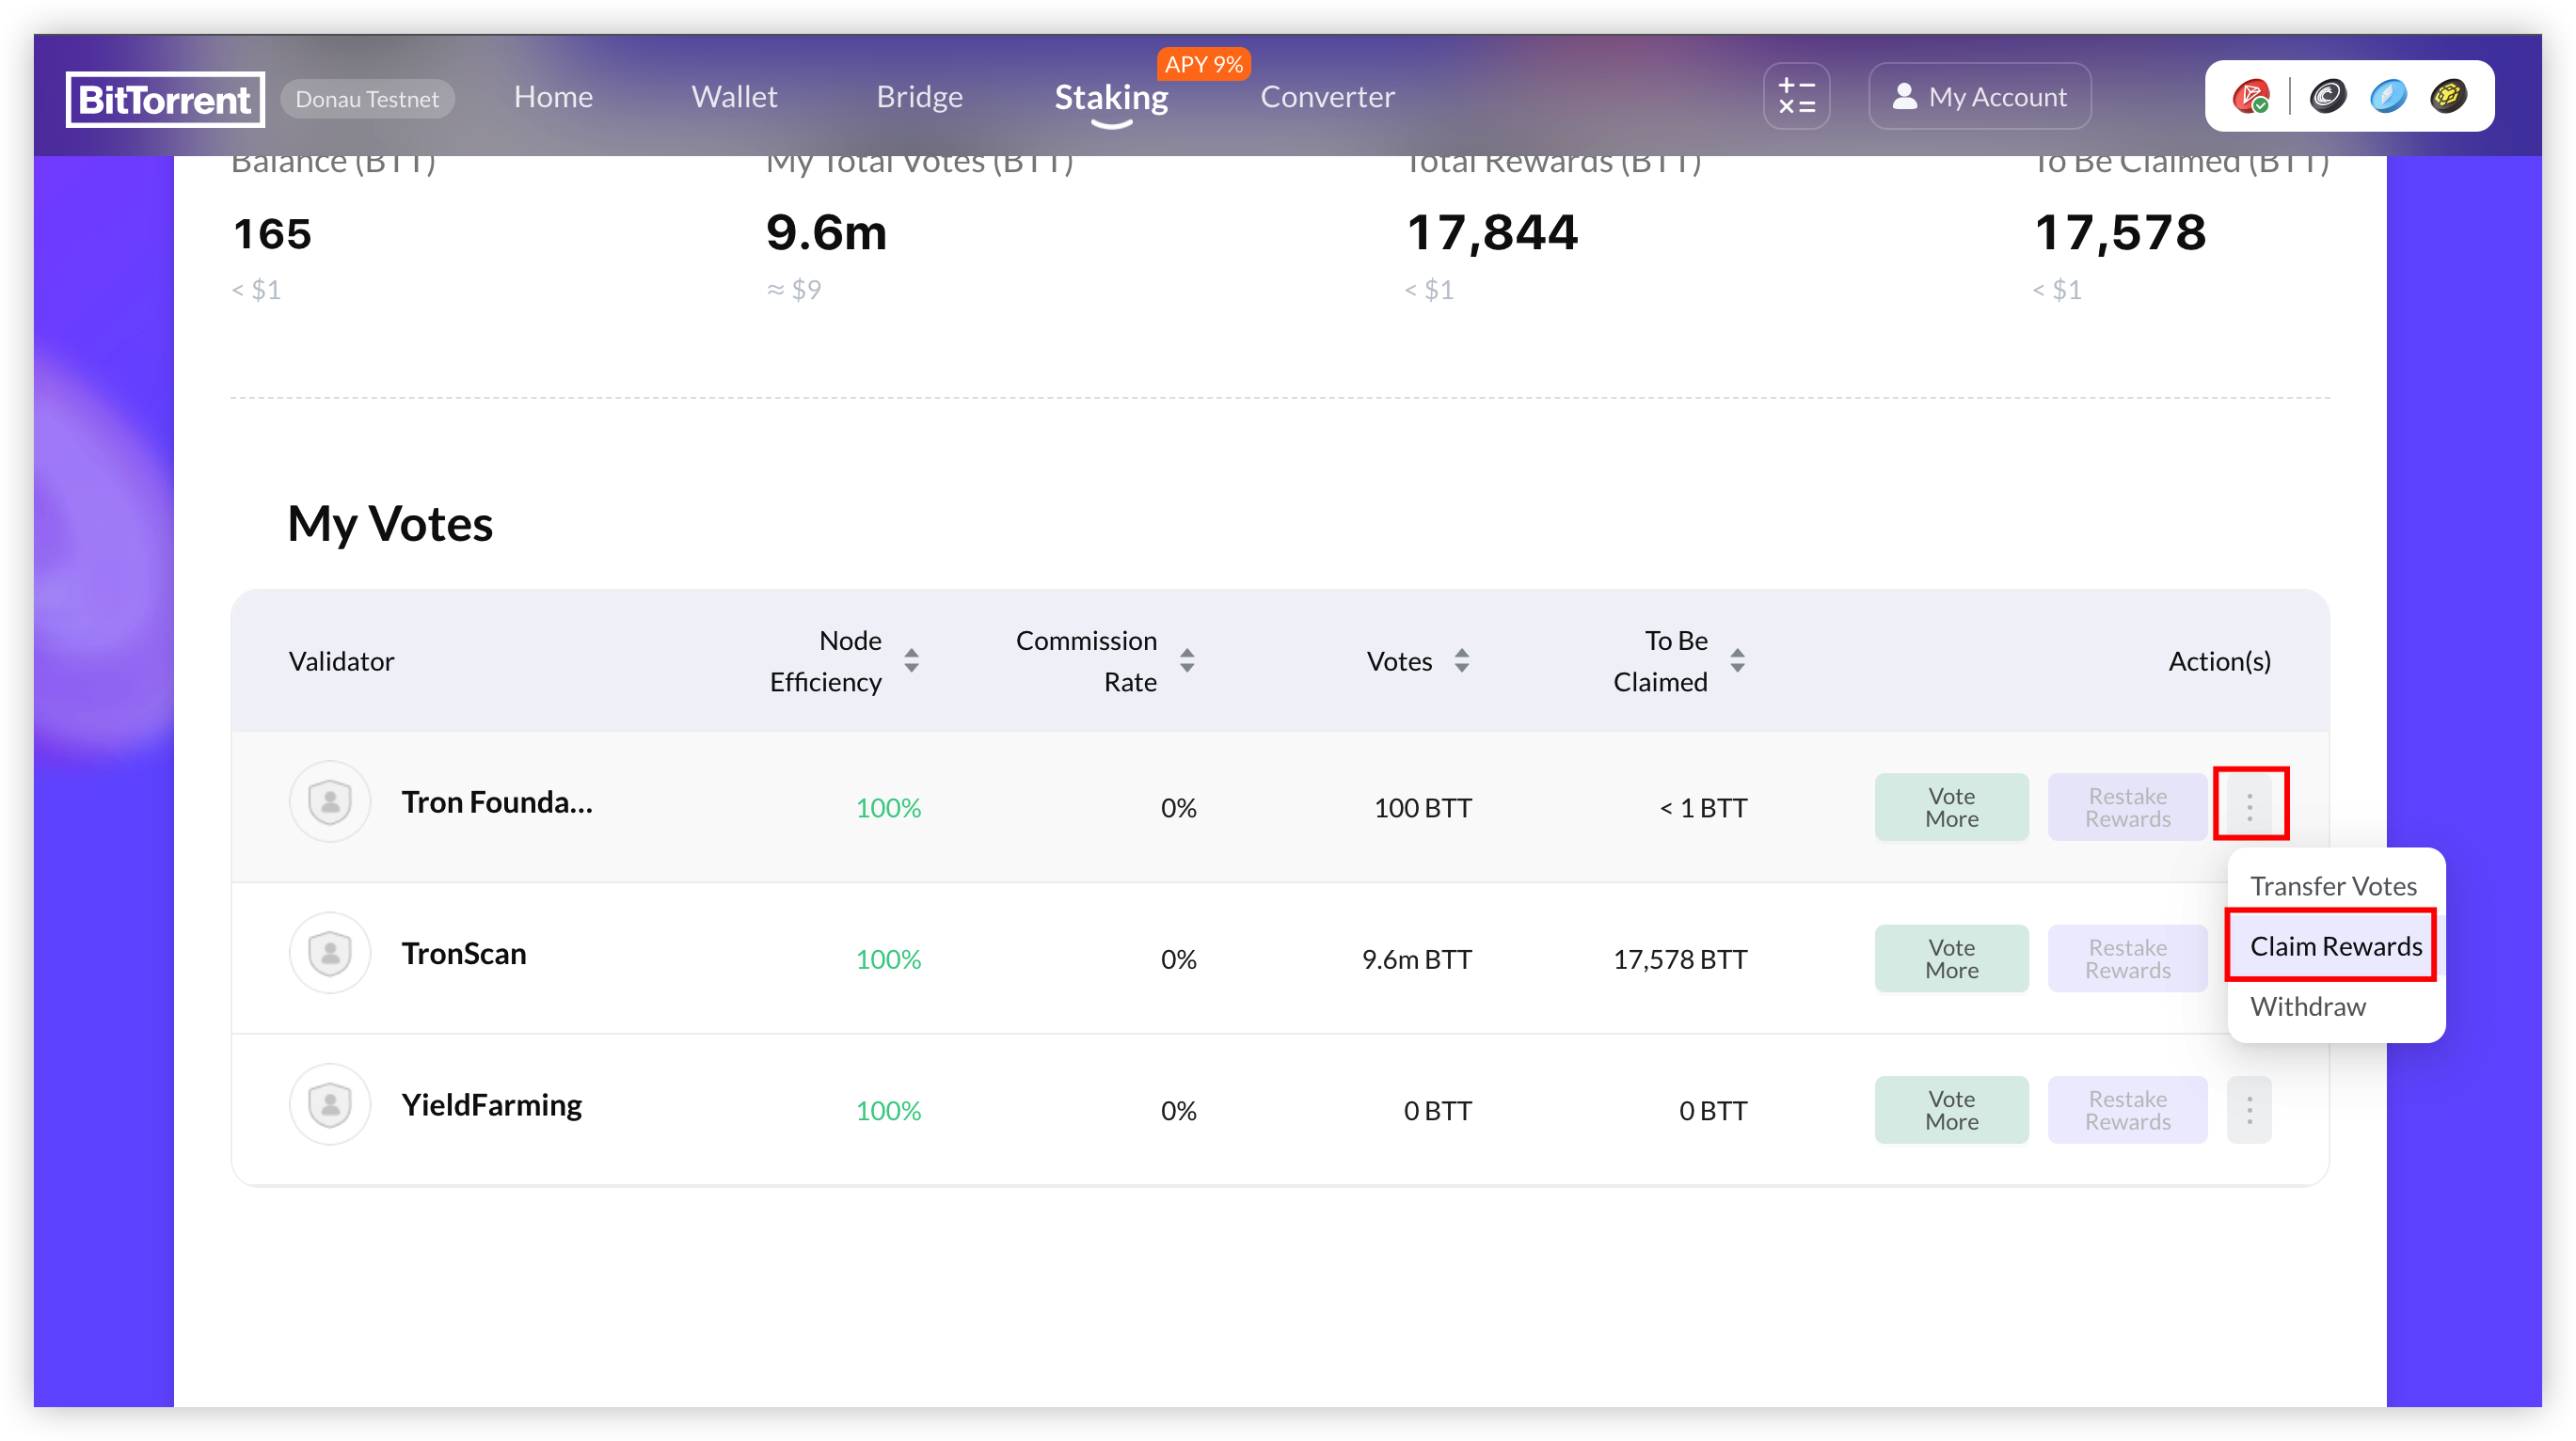 BitTorrent
Donau Testnet
Home
Wallet
Bridge
Staking
APY 9%
Converter
My Account
Balance (BTT)
My Total Votes (BTT)
Total Rewards (BTT)
To Be Claimed (BTT)
165
9.6m
17,844
17,578
< $1
≈ $9
< $1
< $1
My Votes
Validator
Node
Efficiency
Commission
Rate
Votes
To Be
Claimed
Action(s)
Tron Founda...
100%
0%
100 BTT
< 1 BTT
Vote
More
Restake
Rewards
Transfer Votes
Claim Rewards
Withdraw
TronScan
100%
0%
9.6m BTT
17,578 BTT
Vote
More
Restake
Rewards
YieldFarming
100%
0%
0 BTT
0 BTT
Vote
More
Restake
Rewards